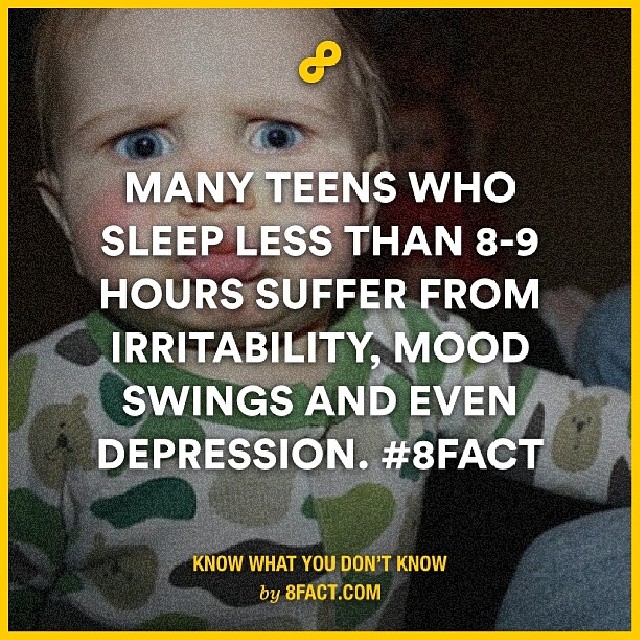 MANY TEENS WHO
SLEEP LESS THAN 8-9
HOURS SUFFER FROM
IRRITABILITY, MOOD
SWINGS AND EVEN
DEPRESSION. #8FACT
KNOW WHAT YOU DON'T KNOW
by 8FACT.COM